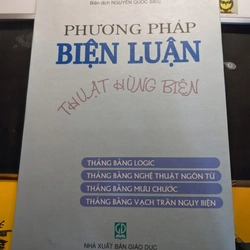 Biên dịch: NGUYỄN QUỐC SIÊU
PHƯƠNG PHÁP
BIỆN LUẬN
THUẬT HÙNG BIỆN
THẮNG BẰNG LOGIC
THẮNG BẰNG NGHỆ THUẬT NGÔN TỪ
THẮNG BẰNG MƯU CHƯỚC
THẮNG BẰNG VẠCH TRẦN NGỤY BIỆN
NHÀ XUẤT BẢN GIÁO DỤC